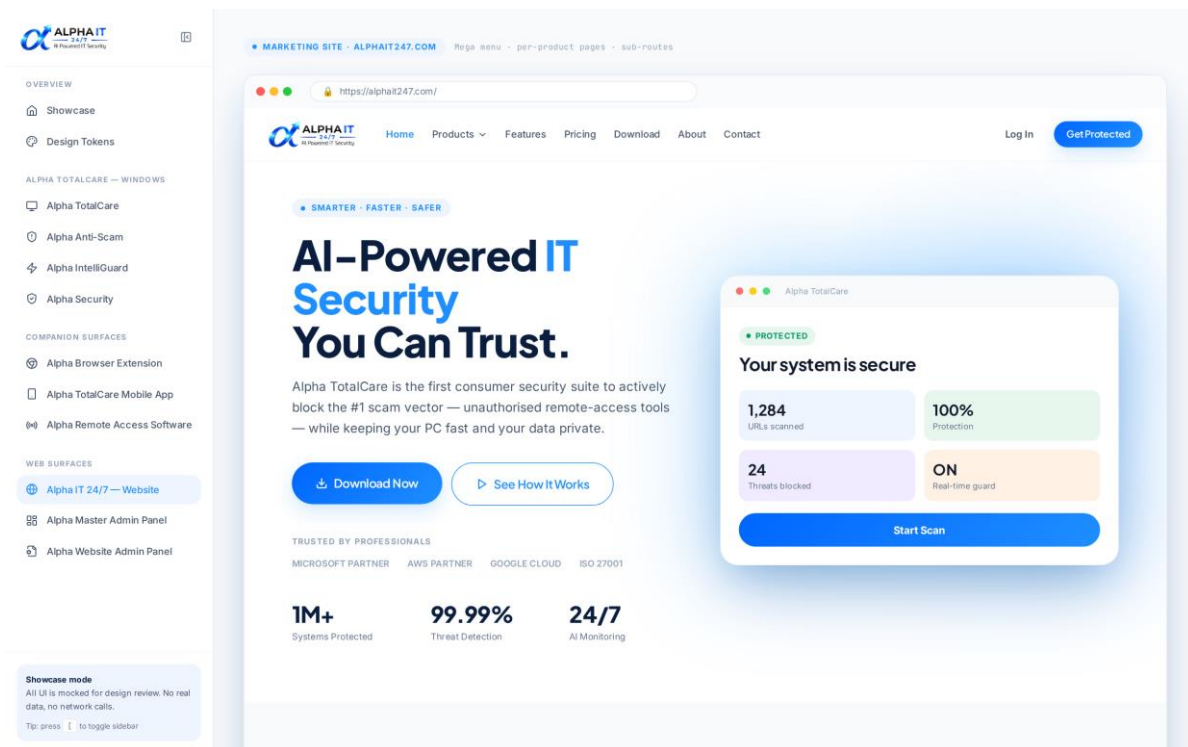 ALPHA IT
24/7
AI Powered IT Security
OVERVIEW
Showcase
Design Tokens
ALPHA TOTALCARE — WINDOWS
Alpha TotalCare
Alpha Anti-Scam
Alpha IntelliGuard
Alpha Security
COMPANION SURFACES
Alpha Browser Extension
Alpha TotalCare Mobile App
Alpha Remote Access Software
WEB SURFACES
Alpha IT 24/7 — Website
Alpha Master Admin Panel
Alpha Website Admin Panel
Showcase mode
All UI is mocked for design review. No real
data, no network calls.
Tip: press [ to toggle sidebar
MARKETING SITE · ALPHAIT247.COM Mega menu · per-product pages · sub-routes
https://alphait247.com/
ALPHA IT
24/7
AI Powered IT Security
Home Products Features Pricing Download About Contact Log In Get Protected
SMARTER · FASTER · SAFER
AI–Powered IT
Security
You Can Trust.
Alpha TotalCare is the first consumer security suite to actively
block the #1 scam vector — unauthorised remote-access tools
— while keeping your PC fast and your data private.
Download Now See How It Works
TRUSTED BY PROFESSIONALS
MICROSOFT PARTNER AWS PARTNER GOOGLE CLOUD ISO 27001
1M+ 99.99% 24/7
Systems Protected Threat Detection AI Monitoring
Alpha TotalCare
PROTECTED
Your system is secure
1,284 100%
URLs scanned Protection
24 ON
Threats blocked Real-time guard
Start Scan